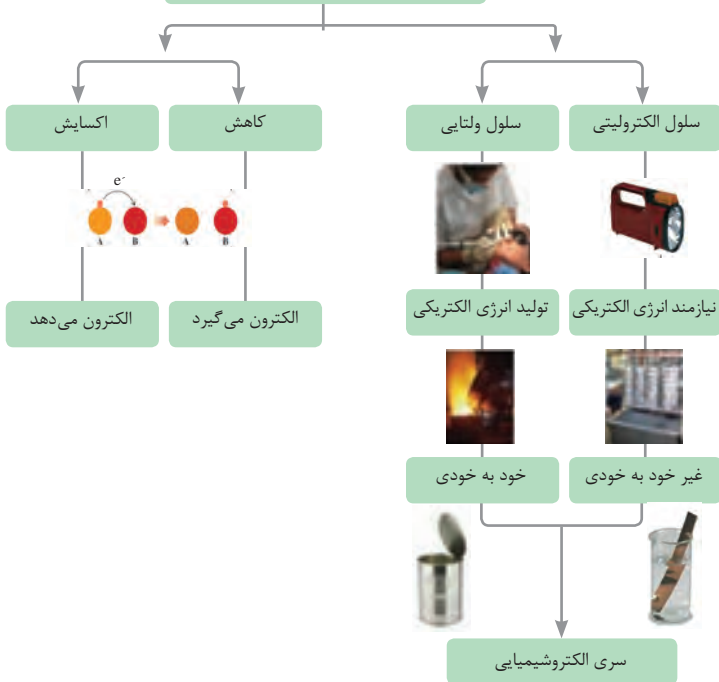 سلول الکترولیتی
سلول ولتایی
کاهش
اکسایش
e⁻
A B A B
نیازمند انرژی الکتریکی
تولید انرژی الکتریکی
الکترون می‌گیرد
الکترون می‌دهد
غیر خود به خودی
خود به خودی
سری الکتروشیمیایی